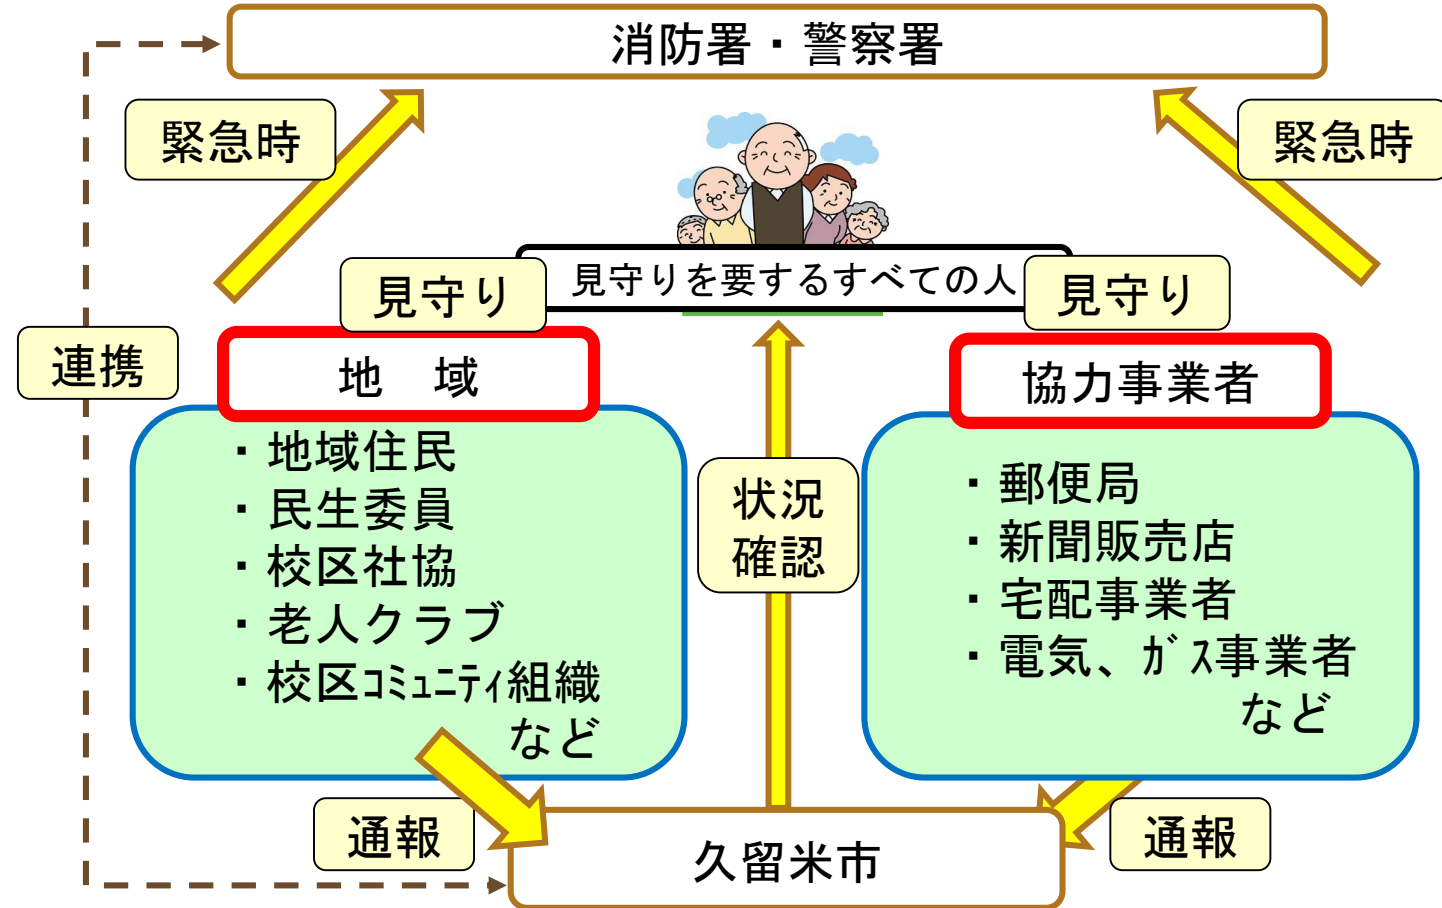 消防署・警察署
緊急時
緊急時
見守りを要するすべての人
見守り
見守り
連携
地　域
協力事業者
・地域住民
・民生委員
・校区社協
・老人クラブ
・校区ｺﾐｭﾆﾃｨ組織
など
状況
確認
・郵便局
・新聞販売店
・宅配事業者
・電気、ｶﾞｽ事業者
など
通報
通報
久留米市